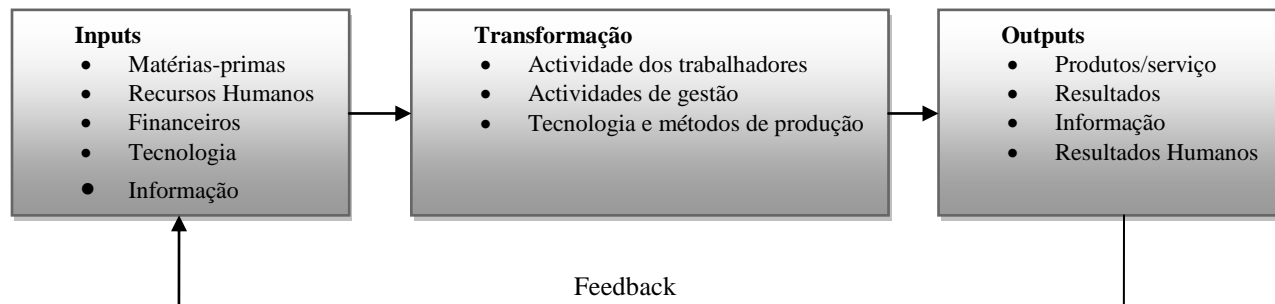 Inputs
• Matérias-primas
• Recursos Humanos
• Financeiros
• Tecnologia
• Informação
Transformação
• Actividade dos trabalhadores
• Actividades de gestão
• Tecnologia e métodos de produção
Outputs
• Produtos/serviço
• Resultados
• Informação
• Resultados Humanos
Feedback